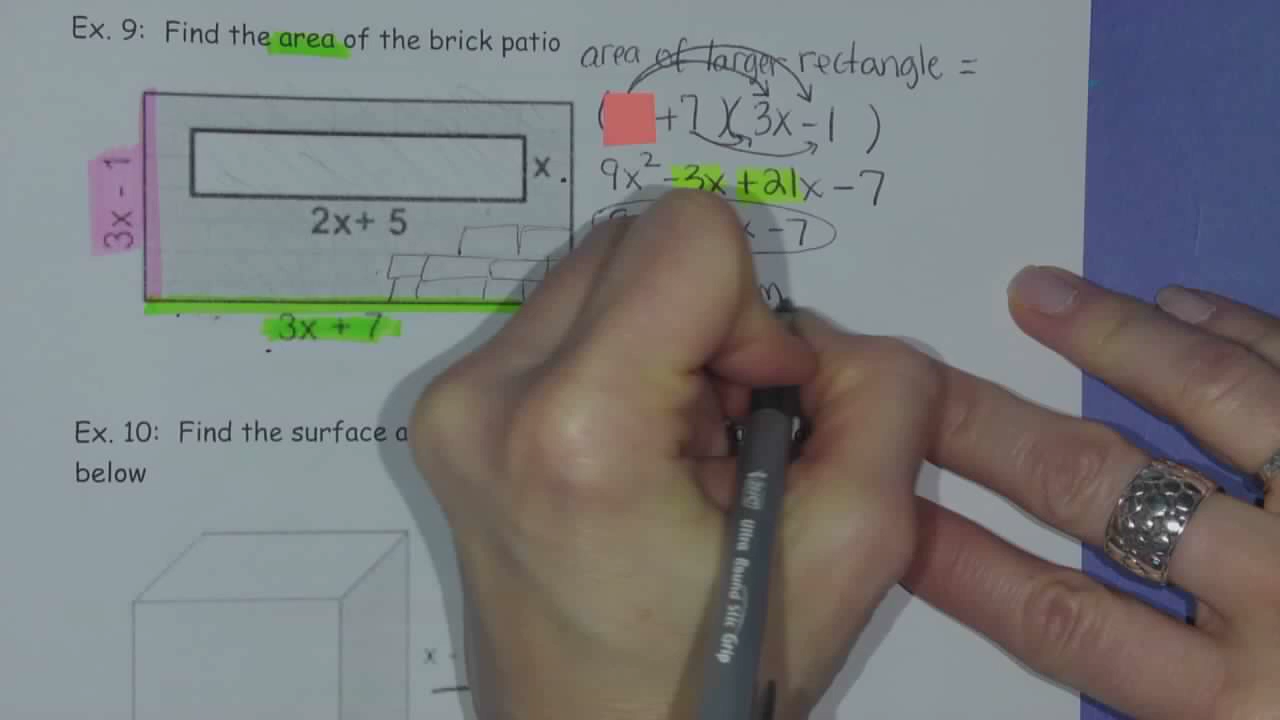 Ex. 9: Find the area of the brick patio
area of larger rectangle =
+7)(3x-1)
9x² -3x +21x -7
x -7
3x - 1
x.
2x+ 5
3x + 7
Ex. 10: Find the surface a
below
x -
Ultra Round Stic Grip